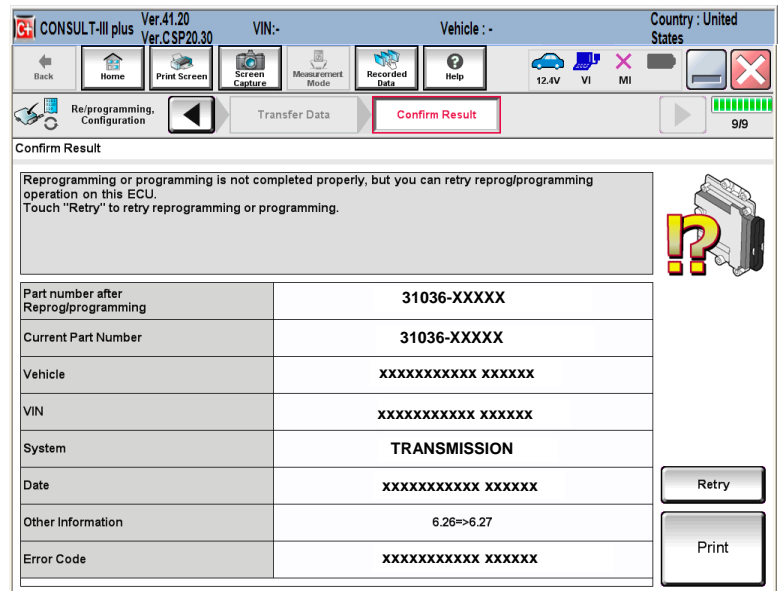 C+ CONSULT-III plus Ver.41.20 VIN:- Vehicle : - Country : United
Ver.CSP20.30 States
Back Home Print Screen Screen Capture Measurement Mode Recorded Data Help 12.4V VI MI
Re/programming, Transfer Data Confirm Result
Configuration 9/9
Confirm Result
Reprogramming or programming is not completed properly, but you can retry reprog/programming
operation on this ECU.
Touch "Retry" to retry reprogramming or programming.
!?
Part number after 31036-XXXXX
Reprog/programming
Current Part Number 31036-XXXXX
Vehicle xxxxxxxxxxx xxxxxx
VIN xxxxxxxxxxx xxxxxx
System TRANSMISSION
Date xxxxxxxxxxx xxxxxx
Retry
Other Information 6.26=>6.27
Error Code xxxxxxxxxxx xxxxxx
Print